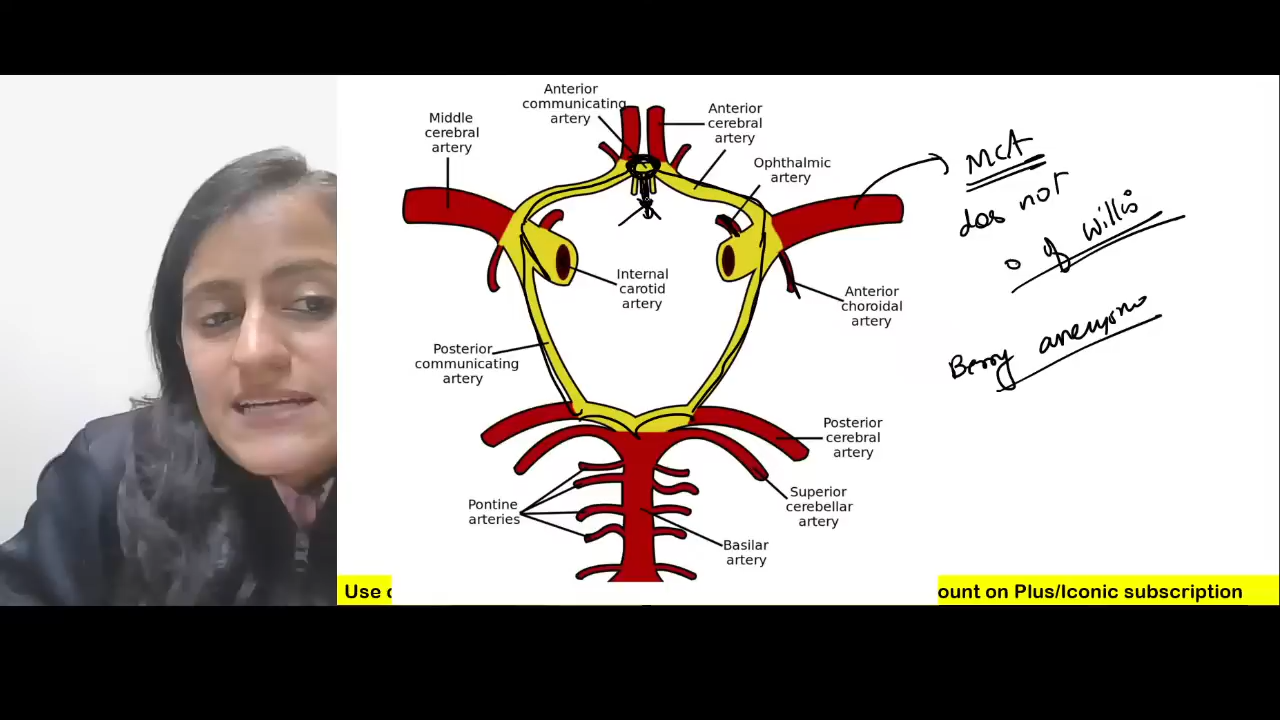 Anterior
communicating
artery
Middle
cerebral
artery
Anterior
cerebral
artery
Ophthalmic
artery
MCA
does not
o of Willis
Internal
carotid
artery
Anterior
choroidal
artery
Berry aneurysm
Posterior
communicating
artery
Posterior
cerebral
artery
Superior
cerebellar
artery
Pontine
arteries
Basilar
artery
Use
ount on Plus/Iconic subscription